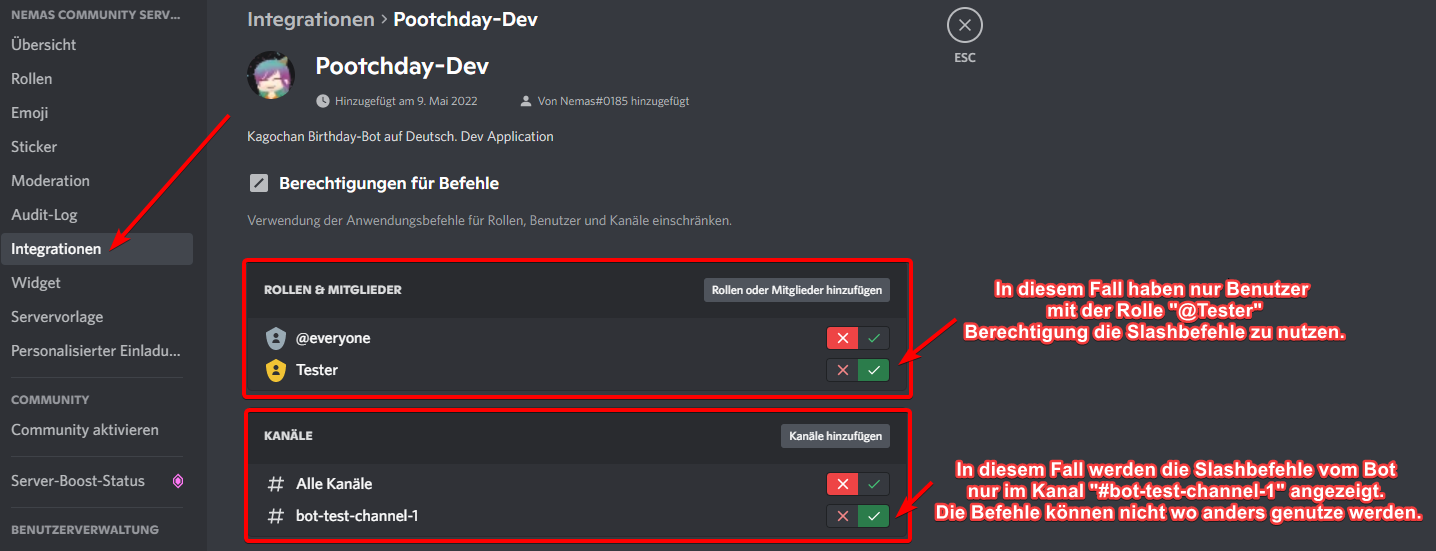 NEMAS COMMUNITY SERV...
Übersicht
Rollen
Emoji
Sticker
Moderation
Audit-Log
Integrationen
Widget
Servervorlage
Personalisierter Einladu...
COMMUNITY
Community aktivieren
Server-Boost-Status
BENUTZERVERWALTUNG
Integrationen > Pootchday-Dev
ESC
Pootchday-Dev
Hinzugefügt am 9. Mai 2022 Von Nemas#0185 hinzugefügt
Kagochan Birthday-Bot auf Deutsch. Dev Application
Berechtigungen für Befehle
Verwendung der Anwendungsbefehle für Rollen, Benutzer und Kanäle einschränken.
ROLLEN & MITGLIEDER Rollen oder Mitglieder hinzufügen
@everyone
Tester
In diesem Fall haben nur Benutzer
mit der Rolle "@Tester"
Berechtigung die Slashbefehle zu nutzen.
KANÄLE Kanäle hinzufügen
# Alle Kanäle
# bot-test-channel-1
In diesem Fall werden die Slashbefehle vom Bot
nur im Kanal "#bot-test-channel-1" angezeigt.
Die Befehle können nicht wo anders genutze werden.